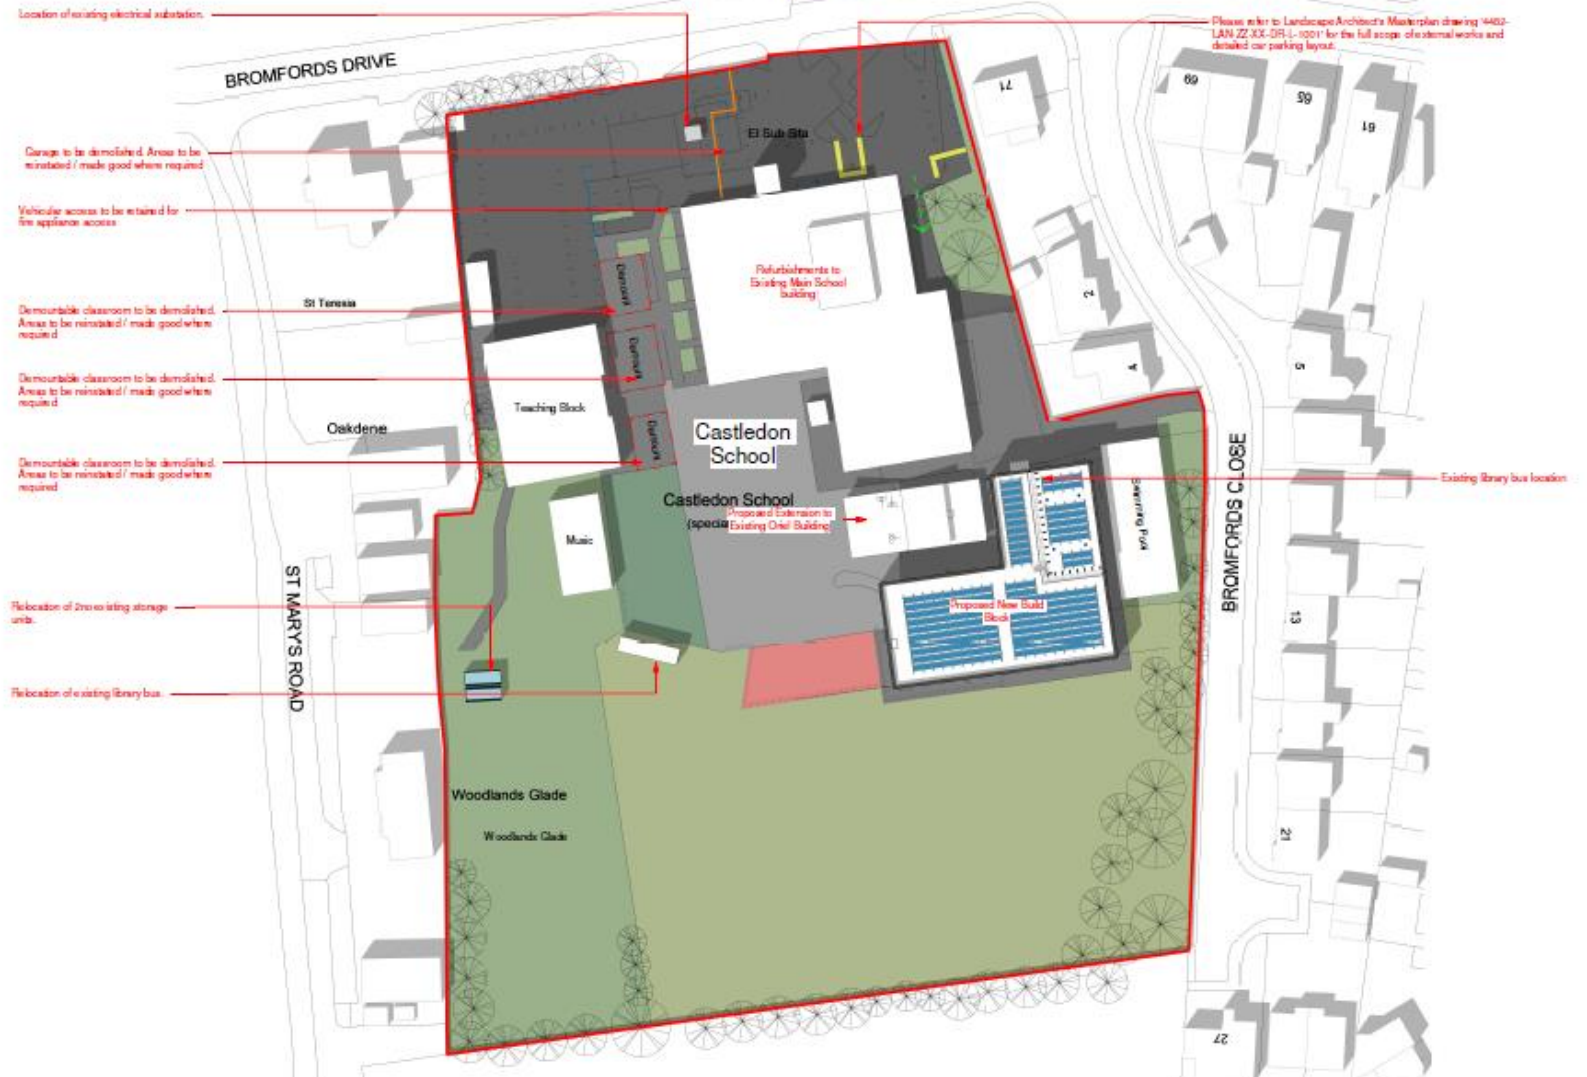 Location of existing electrical substation.
Please refer to Landscape Architect's Masterplan drawing '4482-
LAN-ZZ-XX-DR-L-1001' for the full scope of external works and
detailed car parking layout.
BROMFORDS DRIVE
71
69
65
61
El Sub Sta
Garage to be demolished. Areas to be
reinstated / made good where required
Vehicular access to be retained for
fire appliance access
Refurbishments to
Existing Main School
building
Demount
St Teresa
2
Demountable classroom to be demolished.
Areas to be reinstated / made good where
required
Demount
4
5
Demountable classroom to be demolished.
Areas to be reinstated / made good where
required
Teaching Block
Oakdene
Demount
Castledon
School
Demountable classroom to be demolished.
Areas to be reinstated / made good where
required
BROMFORDS CLOSE
Existing library bus location
Castledon School
(specia
Proposed Extension to
Existing Oriel Building
Swimming Pool
Music
ST MARY'S ROAD
Relocation of 2no existing storage
units.
Proposed New Build
Block
13
Relocation of existing library bus.
Woodlands Glade
Woodlands Glade
21
27